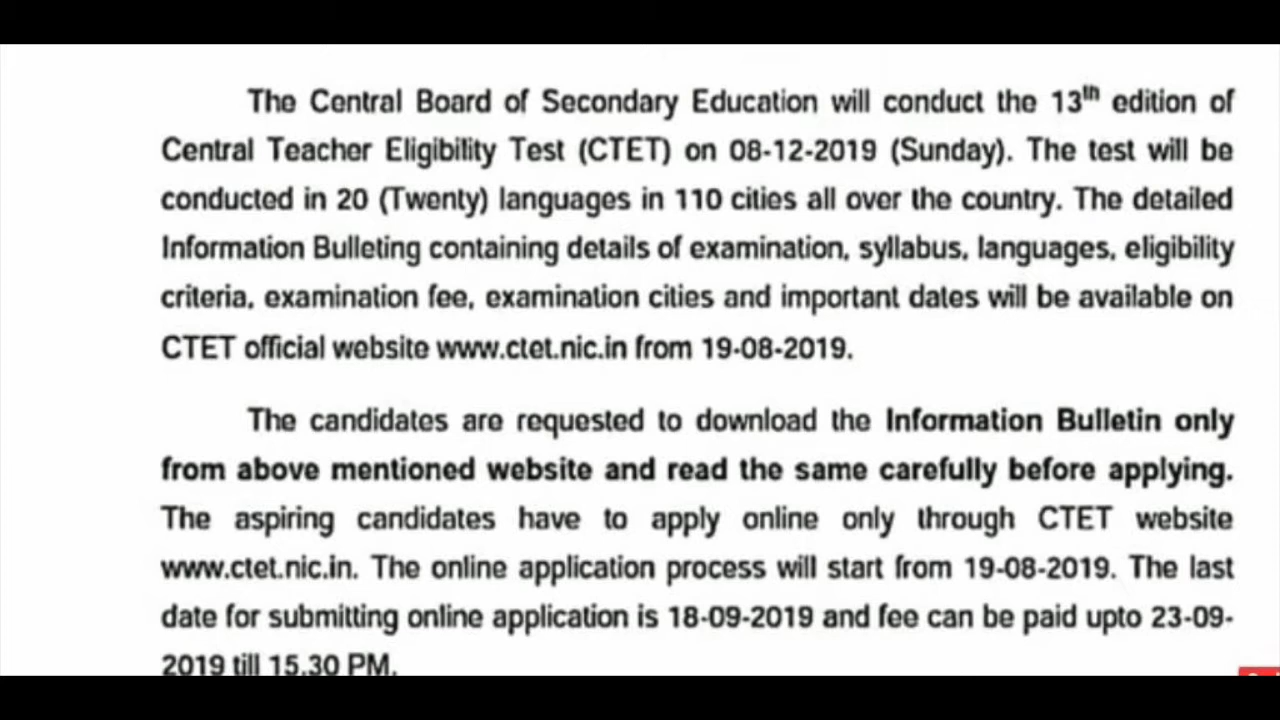 The Central Board of Secondary Education will conduct the 13th edition of
Central Teacher Eligibility Test (CTET) on 08-12-2019 (Sunday). The test will be
conducted in 20 (Twenty) languages in 110 cities all over the country. The detailed
Information Bulleting containing details of examination, syllabus, languages, eligibility
criteria, examination fee, examination cities and important dates will be available on
CTET official website www.ctet.nic.in from 19-08-2019.
The candidates are requested to download the Information Bulletin only
from above mentioned website and read the same carefully before applying.
The aspiring candidates have to apply online only through CTET website
www.ctet.nic.in. The online application process will start from 19-08-2019. The last
date for submitting online application is 18-09-2019 and fee can be paid upto 23-09-
2019 till 15.30 PM.